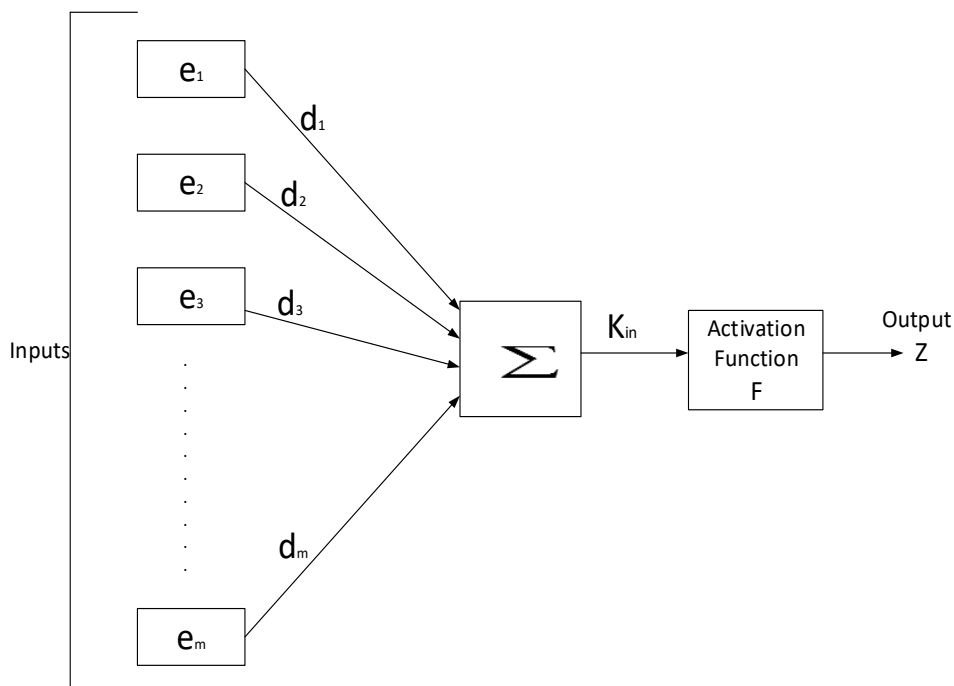 e₁
d₁
e₂
d₂
e₃
d₃
Inputs
Σ
Kin
Activation
Function
F
Output
Z
dₘ
eₘ